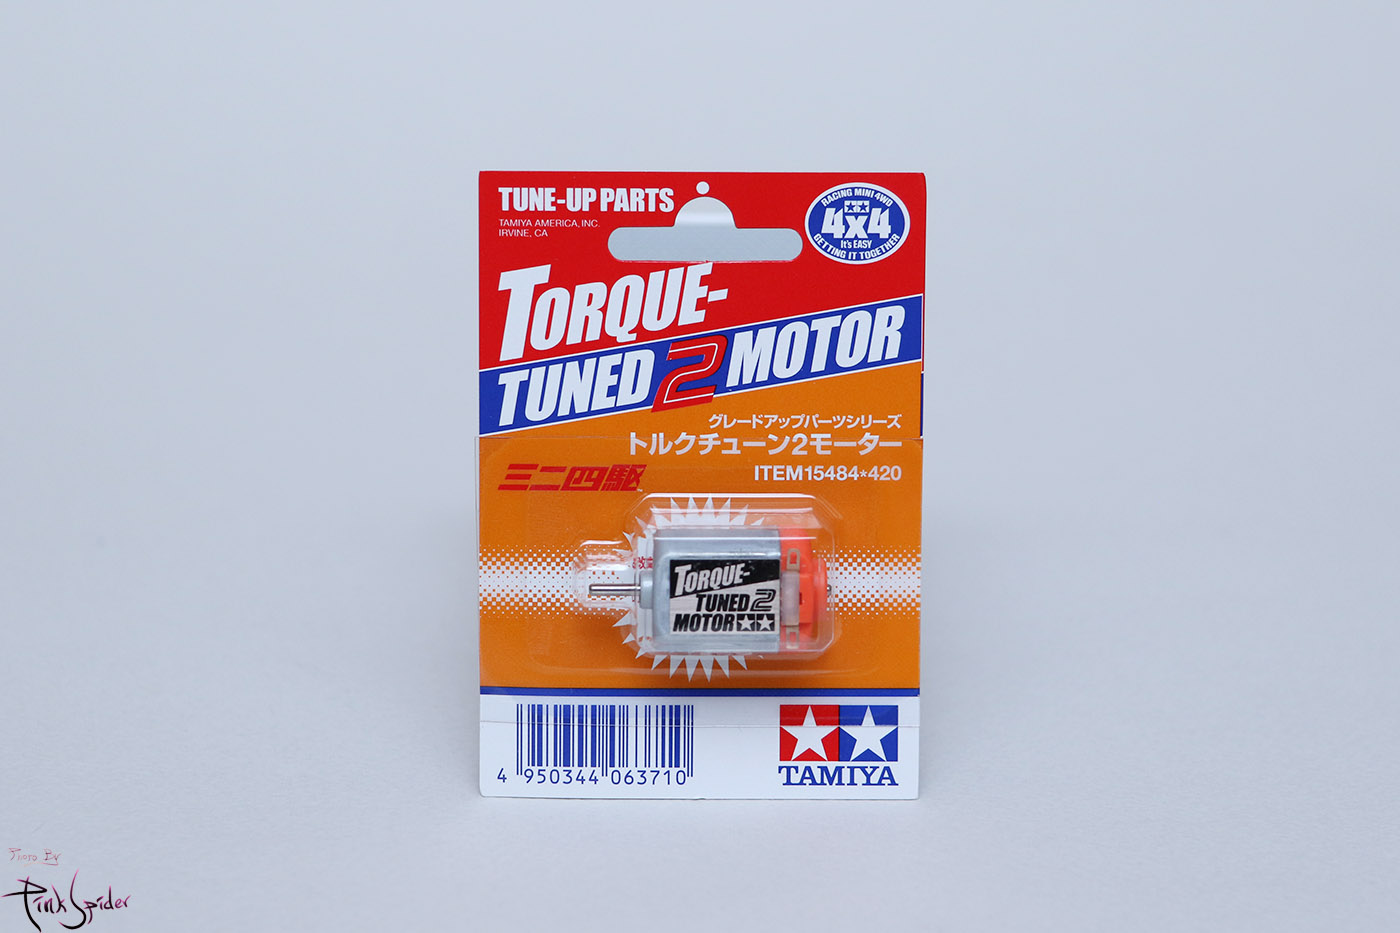 TUNE-UP PARTS
TAMIYA AMERICA, INC.
IRVINE, CA
RACING MINI 4WD
4x4
It's EASY
GETTING IT TOGETHER
TORQUE-
TUNED 2 MOTOR
グレードアップパーツシリーズ
トルクチューン2モーター
ミニ四駆
ITEM15484*420
TORQUE-
TUNED 2
MOTOR
4 950344 063710
TAMIYA
Photo By
PinkSpider